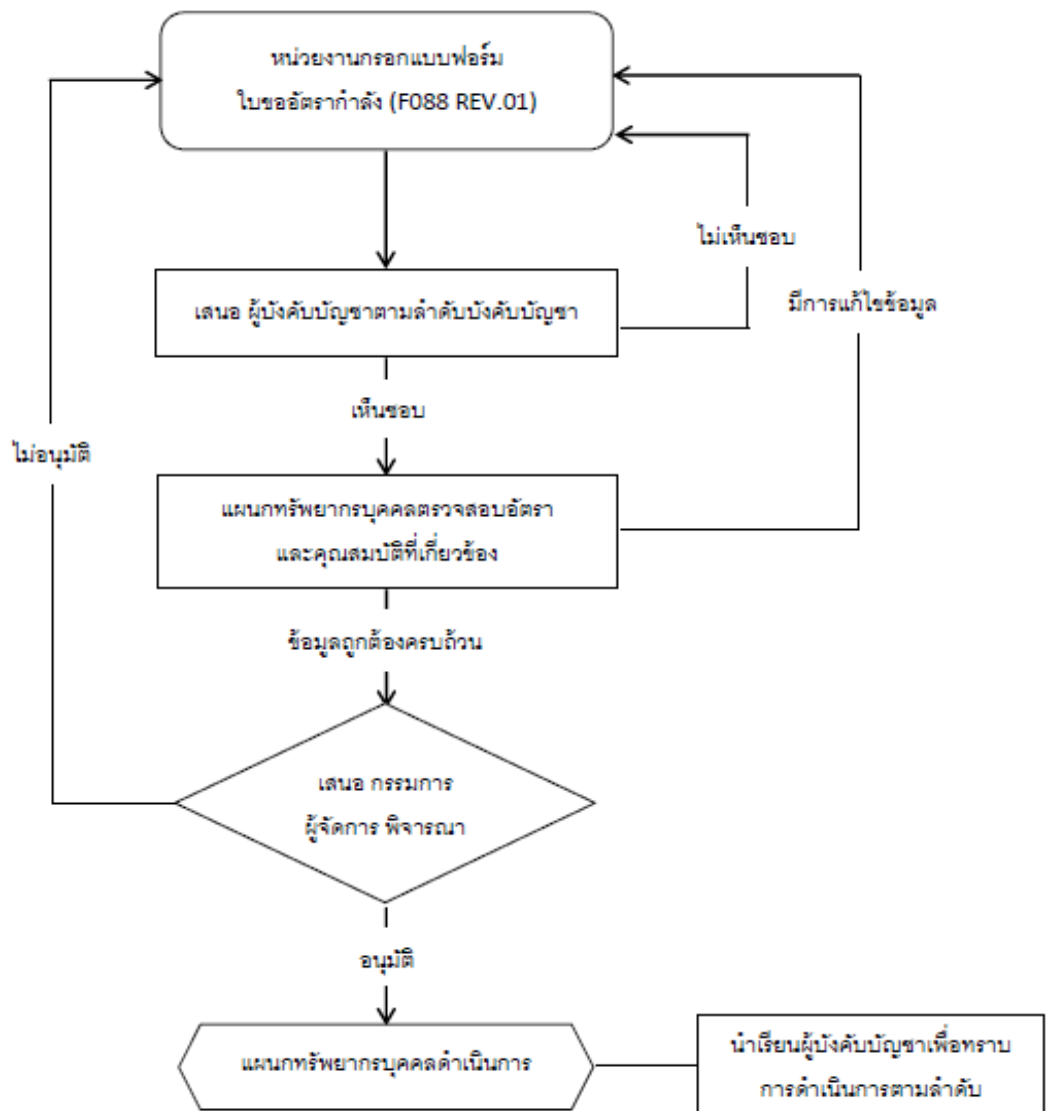 หน่วยงานกรอกแบบฟอร์ม
ใบขออัตรากำลัง (F088 REV.01)
ไม่เห็นชอบ
เสนอ ผู้บังคับบัญชาตามลำดับบังคับบัญชา
มีการแก้ไขข้อมูล
เห็นชอบ
ไม่อนุมัติ
แผนกทรัพยากรบุคคลตรวจสอบอัตรา
และคุณสมบัติที่เกี่ยวข้อง
ข้อมูลถูกต้องครบถ้วน
เสนอ กรรมการ
ผู้จัดการ พิจารณา
อนุมัติ
แผนกทรัพยากรบุคคลดำเนินการ
นำเรียนผู้บังคับบัญชาเพื่อทราบ
การดำเนินการตามลำดับ